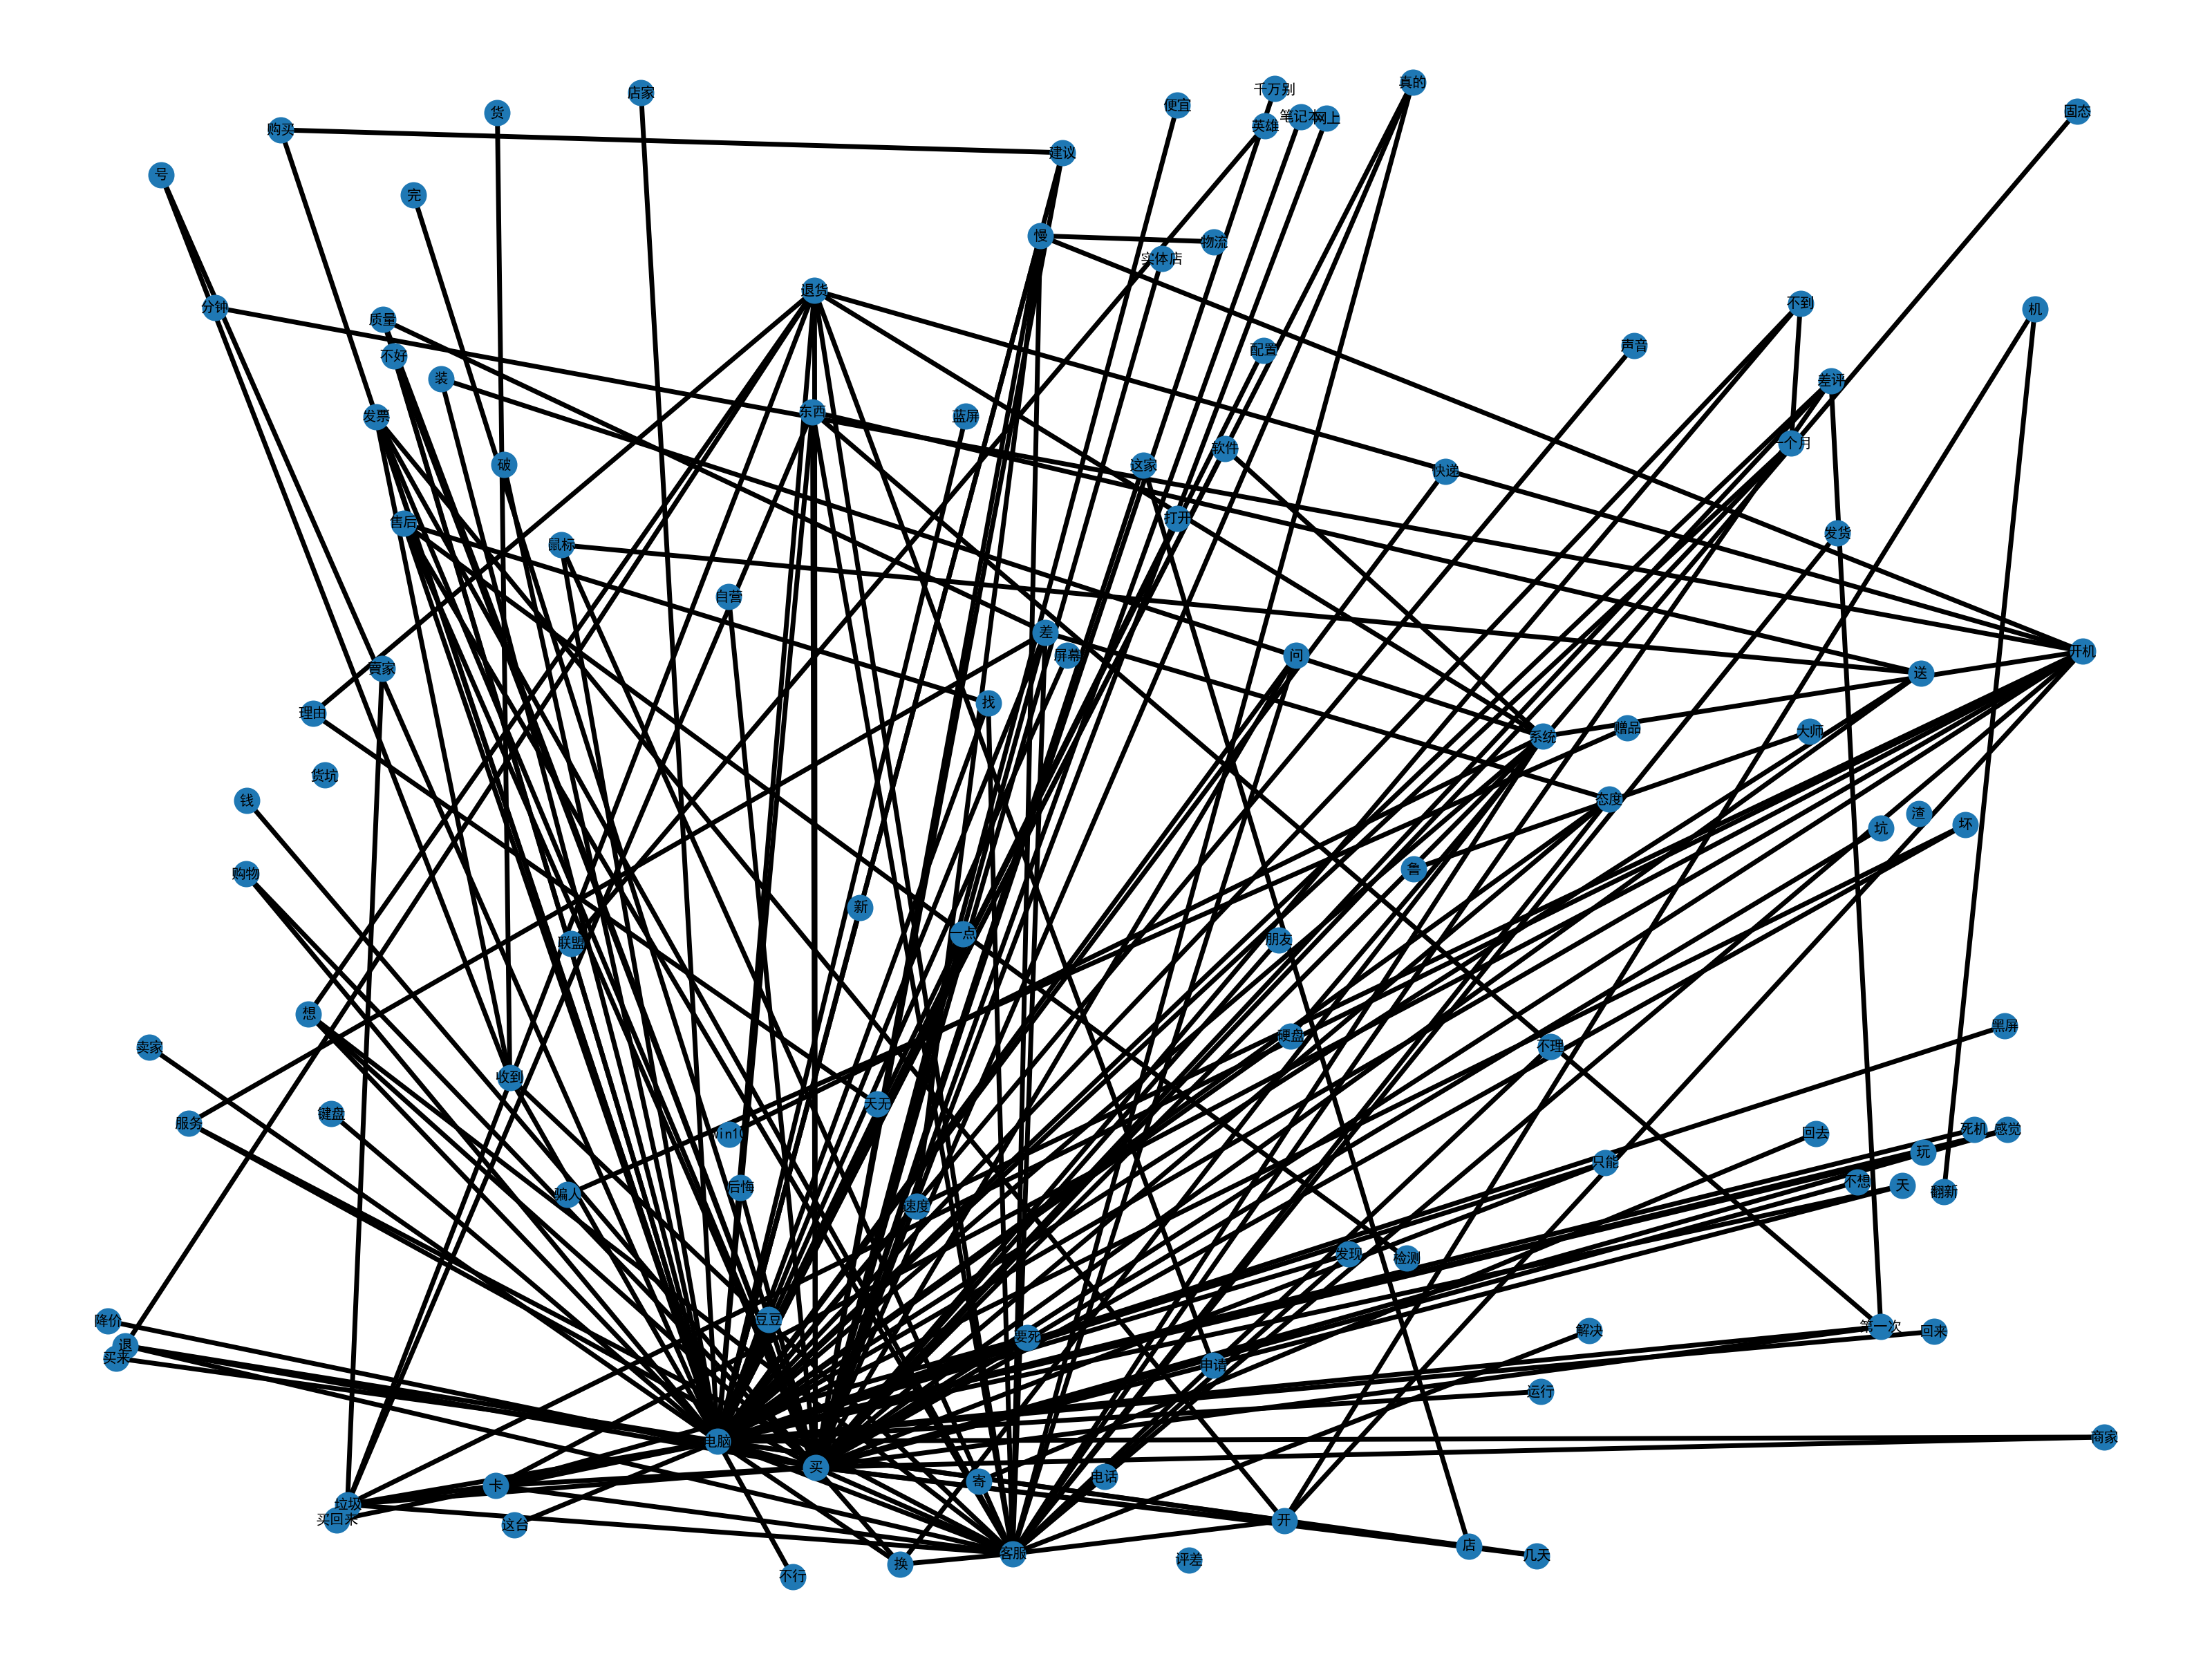 真的
千万别
店家
便宜
固态
货
网上
英雄
购买
建议
号
完
慢
物流
实体店
退货
不到
分钟
机
质量
声音
配置
不好
装
差评
东西
蓝屏
发票
一个月
软件
破
这家
快递
打开
售后
发货
鼠标
自营
差
开机
屏幕
问
賣家
送
找
理由
赠品
大师
系统
货坑
态度
钱
渣
坏
坑
鲁
购物
新
一点
朋友
联盟
想
黑屏
硬盘
卖家
不理
收到
天无
键盘
服务
死机
感觉
回去
玩
只能
不想
天
后悔
翻新
骗人
速度
发现
检测
豆豆
降价
第一次
解决
回来
要死
退
买来
申请
运行
商家
电脑
买
电话
寄
卡
垃圾
买回来
开
这台
店
客服
几天
评差
换
不行